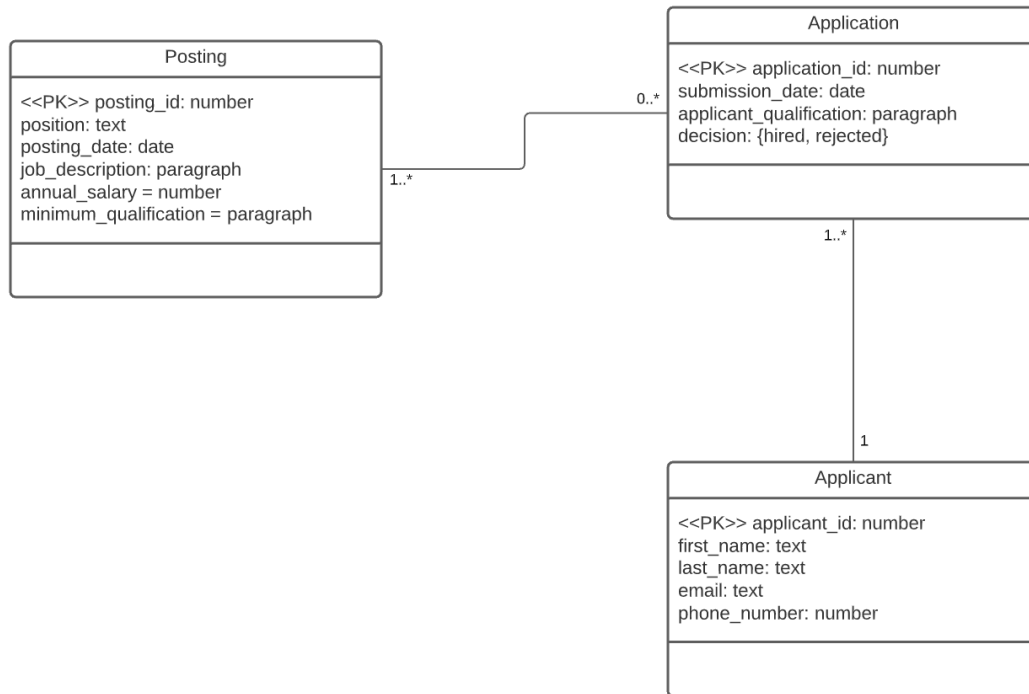 Posting
<<PK>> posting_id: number
position: text
posting_date: date
job_description: paragraph
annual_salary = number
minimum_qualification = paragraph
1..*
0..*
Application
<<PK>> application_id: number
submission_date: date
applicant_qualification: paragraph
decision: {hired, rejected}
1..*
1
Applicant
<<PK>> applicant_id: number
first_name: text
last_name: text
email: text
phone_number: number